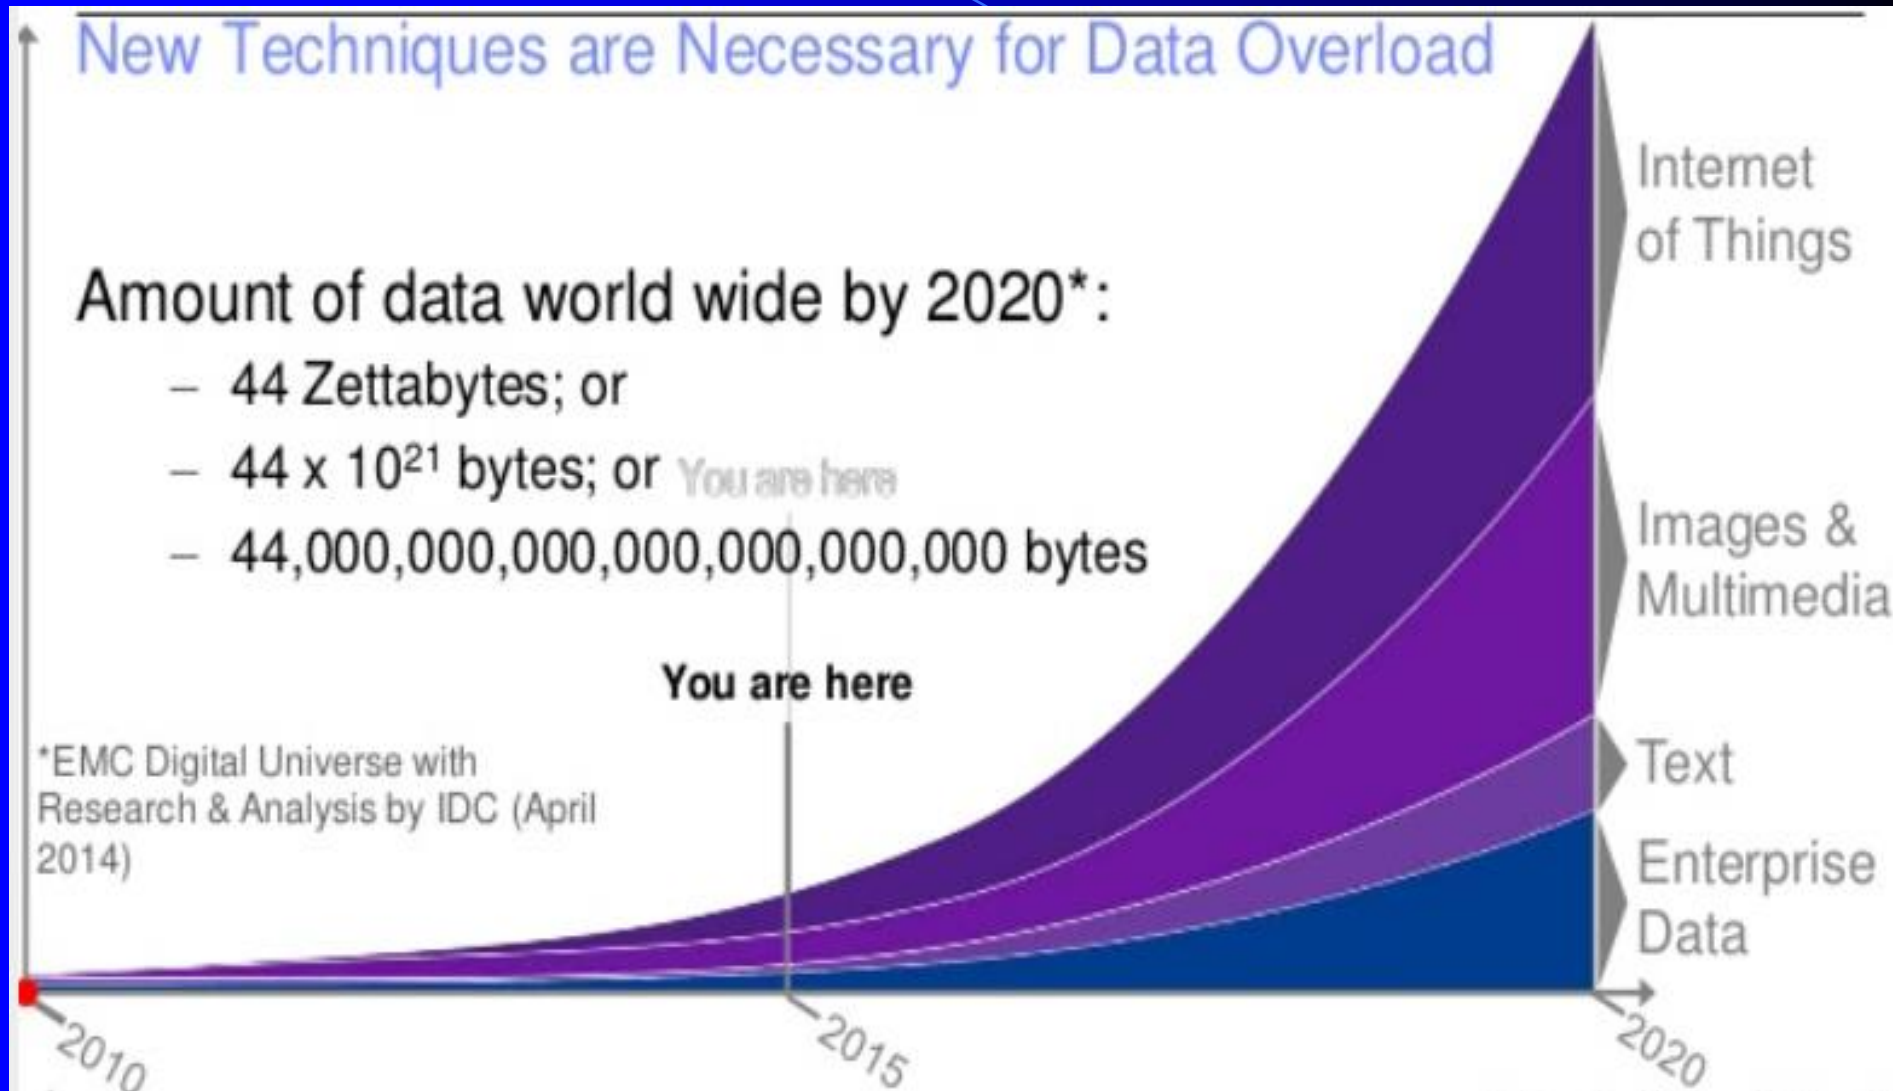 New Techniques are Necessary for Data Overload
Amount of data world wide by 2020*:
– 44 Zettabytes; or
– 44 x 10²¹ bytes; or
You are here
– 44,000,000,000,000,000,000,000 bytes
You are here
*EMC Digital Universe with
Research & Analysis by IDC (April
2014)
Internet
of Things
Images &
Multimedia
Text
Enterprise
Data
2010
2015
2020